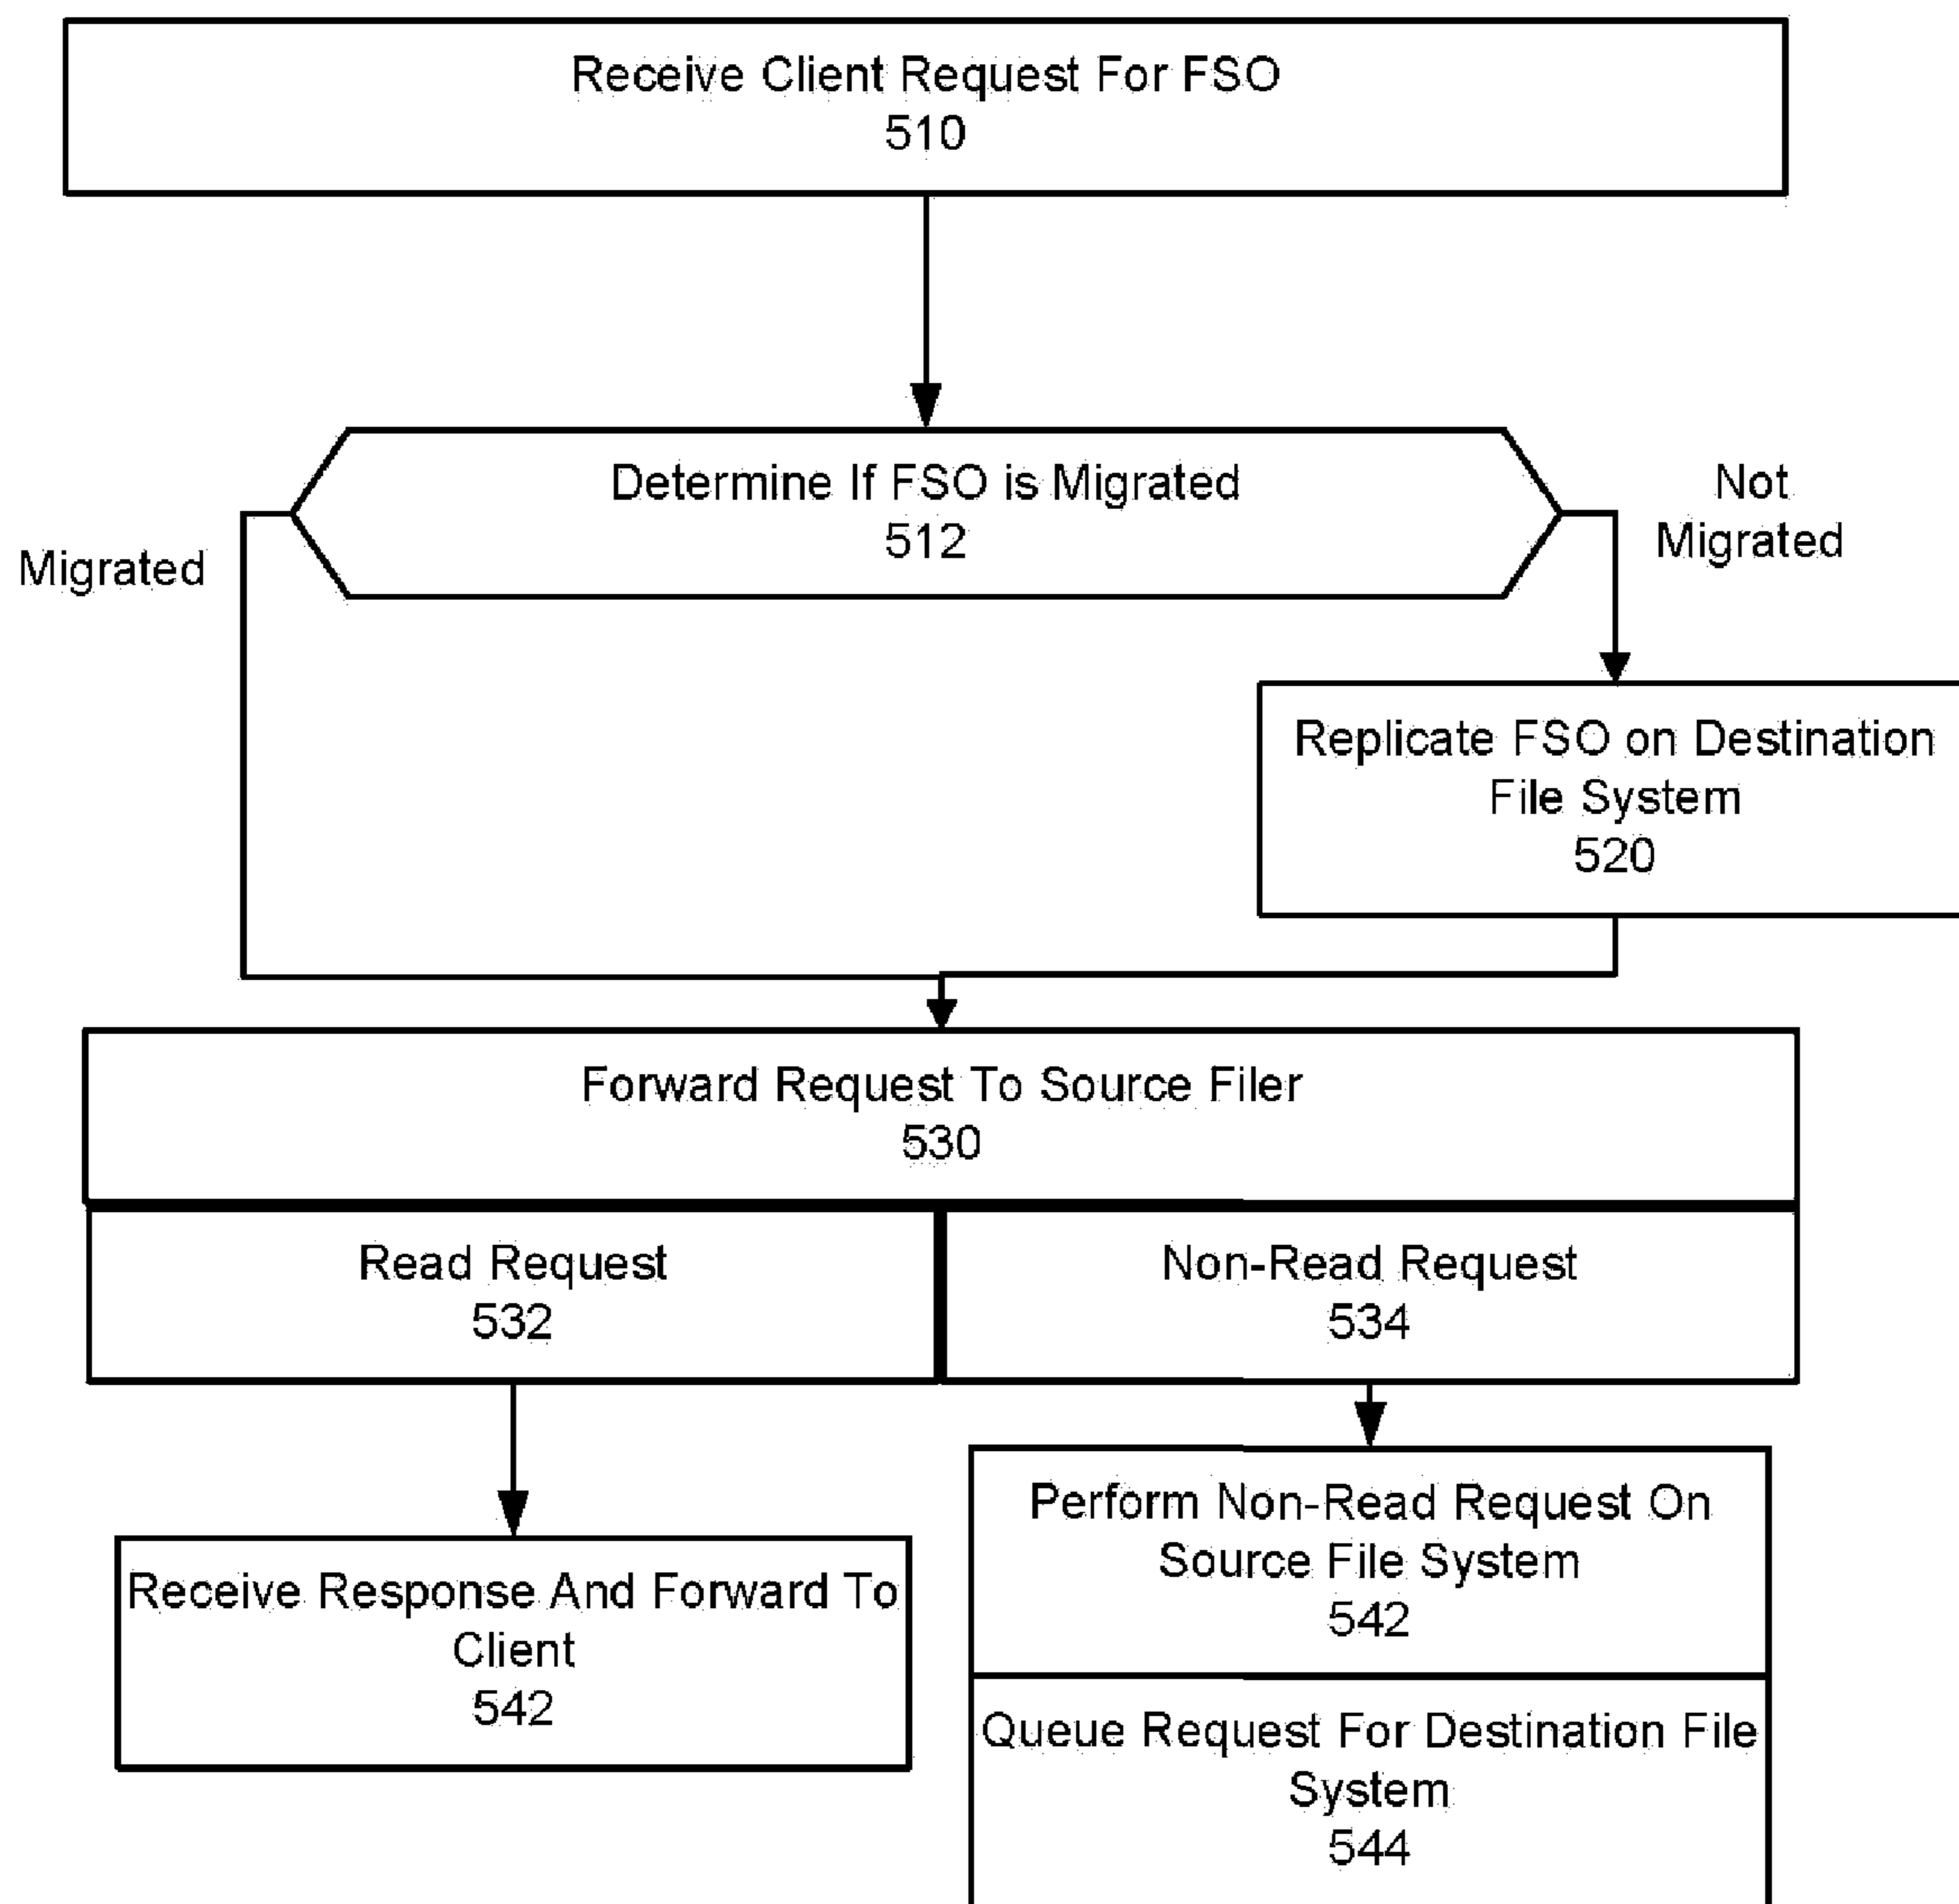 Receive Client Request For FSO
510
Determine If FSO is Migrated
512
Migrated
Not
Migrated
Replicate FSO on Destination
File System
520
Forward Request To Source Filer
530
Read Request
532
Non-Read Request
534
Receive Response And Forward To
Client
542
Perform Non-Read Request On
Source File System
542
Queue Request For Destination File
System
544